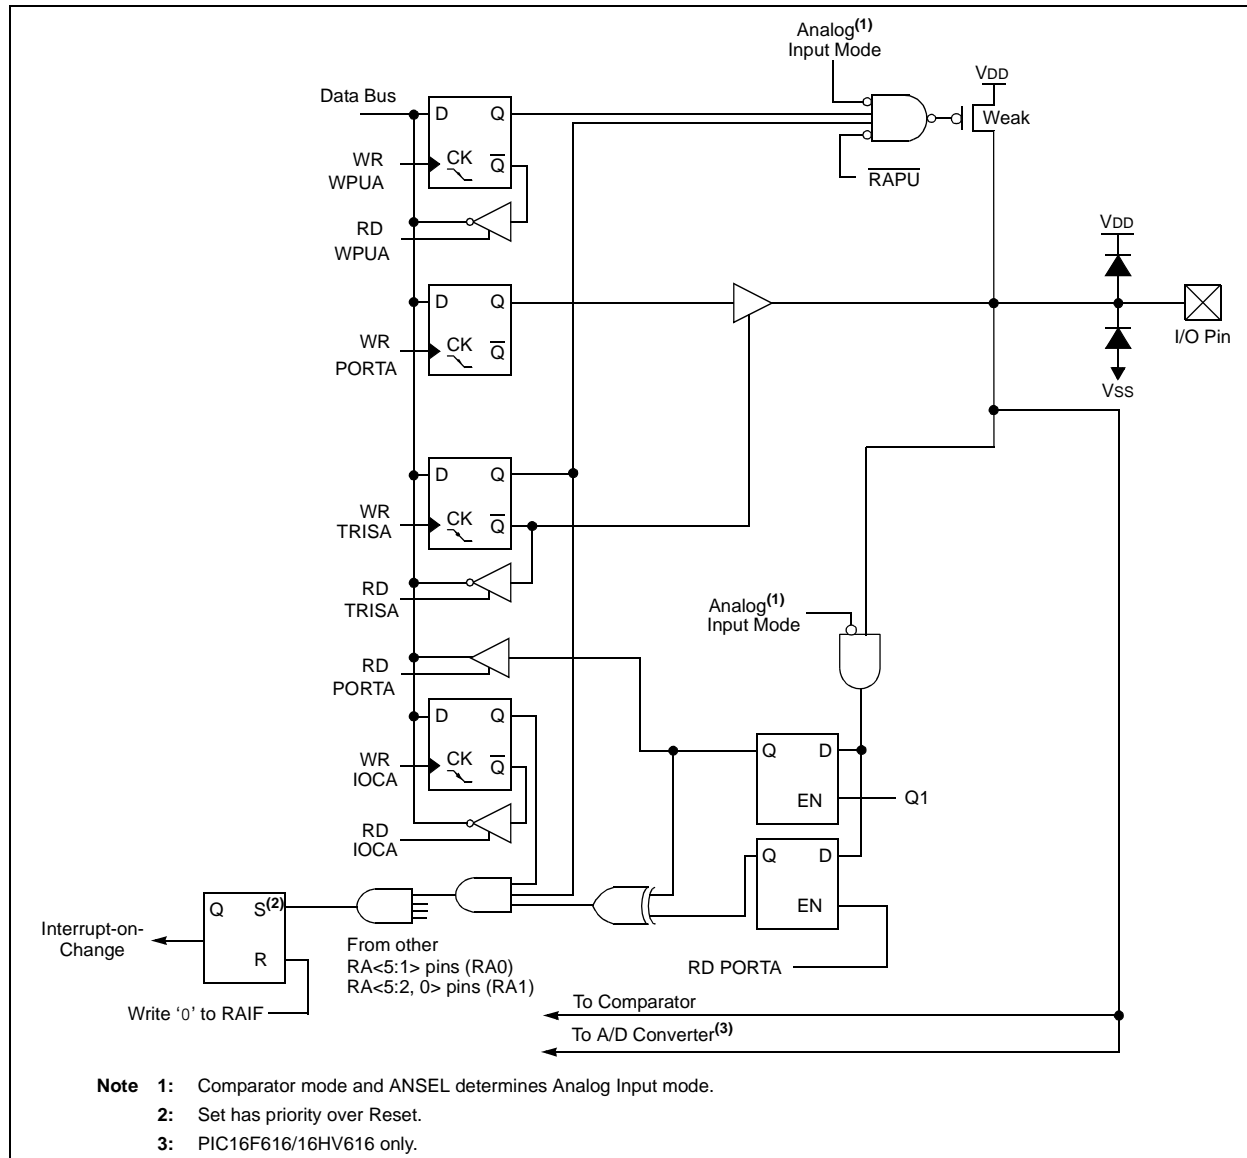 Analog(1)
Input Mode
VDD
Data Bus
D Q
Weak
WR
WPUA
CK Q
RAPU
RD
WPUA
VDD
D Q
WR
PORTA
CK Q
I/O Pin
VSS
D Q
WR
TRISA
CK Q
RD
TRISA
Analog(1)
Input Mode
RD
PORTA
D Q
Q D
WR
IOCA
CK Q
EN
Q1
RD
IOCA
Q D
EN
Q S(2)
R
Interrupt-on-
Change
From other
RA<5:1> pins (RA0)
RA<5:2, 0> pins (RA1)
RD PORTA
Write ‘0’ to RAIF
To Comparator
To A/D Converter(3)
Note 1: Comparator mode and ANSEL determines Analog Input mode.
2: Set has priority over Reset.
3: PIC16F616/16HV616 only.